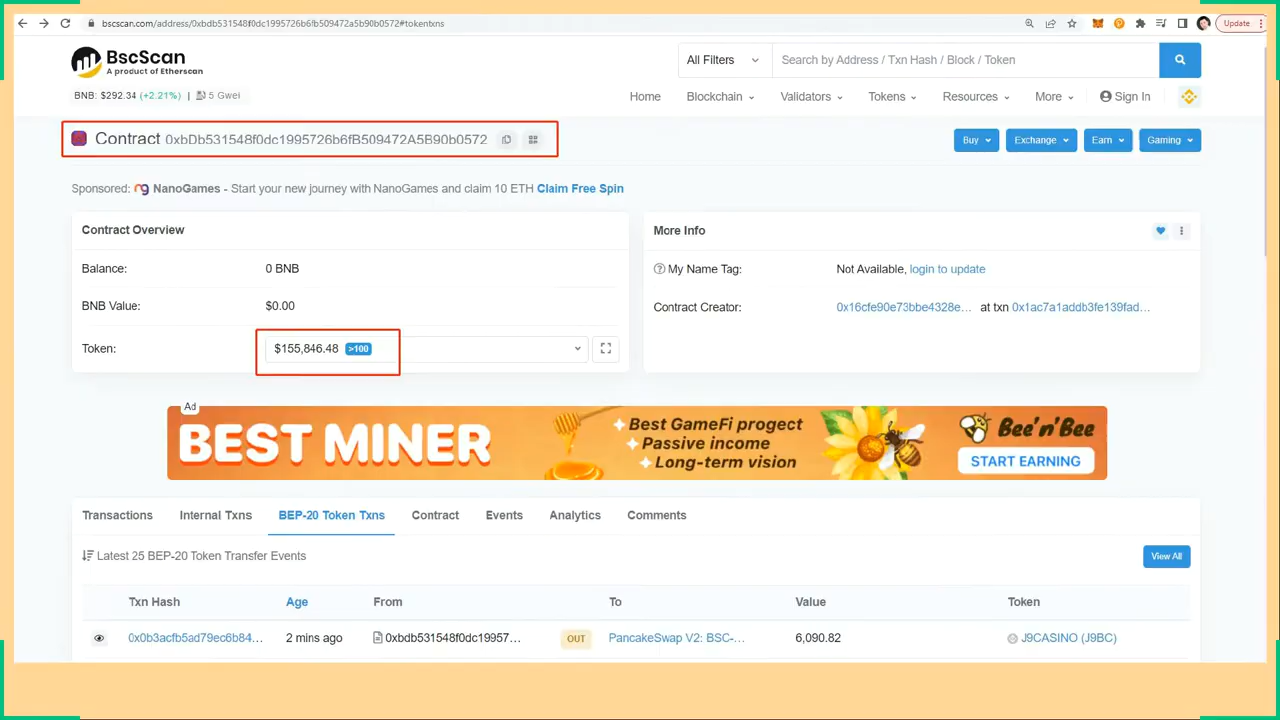 bscscan.com/address/0xbdb531548f0dc1995726b6fb509472a5b90b0572#tokentxns
Update
BscScan
A product of Etherscan
All Filters
Search by Address / Txn Hash / Block / Token
BNB: $292.34 (+2.21%) | 5 Gwei
Home Blockchain Validators Tokens Resources More Sign In
Contract 0xbDb531548f0dc1995726b6fB509472A5B90b0572
Buy Exchange Earn Gaming
Sponsored: NanoGames - Start your new journey with NanoGames and claim 10 ETH Claim Free Spin
Contract Overview
More Info
Balance: 0 BNB
My Name Tag: Not Available, login to update
BNB Value: $0.00
Contract Creator: 0x16cfe90e73bbe4328e... at txn 0x1ac7a1addb3fe139fad...
Token: $155,846.48 >100
Ad
BEST MINER
Best GameFi progect
Passive income
Long-term vision
Bee'n'Bee
START EARNING
Transactions Internal Txns BEP-20 Token Txns Contract Events Analytics Comments
Latest 25 BEP-20 Token Transfer Events
View All
Txn Hash Age From To Value Token
0x0b3acfb5ad79ec6b84... 2 mins ago 0xbdb531548f0dc19957... OUT PancakeSwap V2: BSC-... 6,090.82 J9CASINO (J9BC)